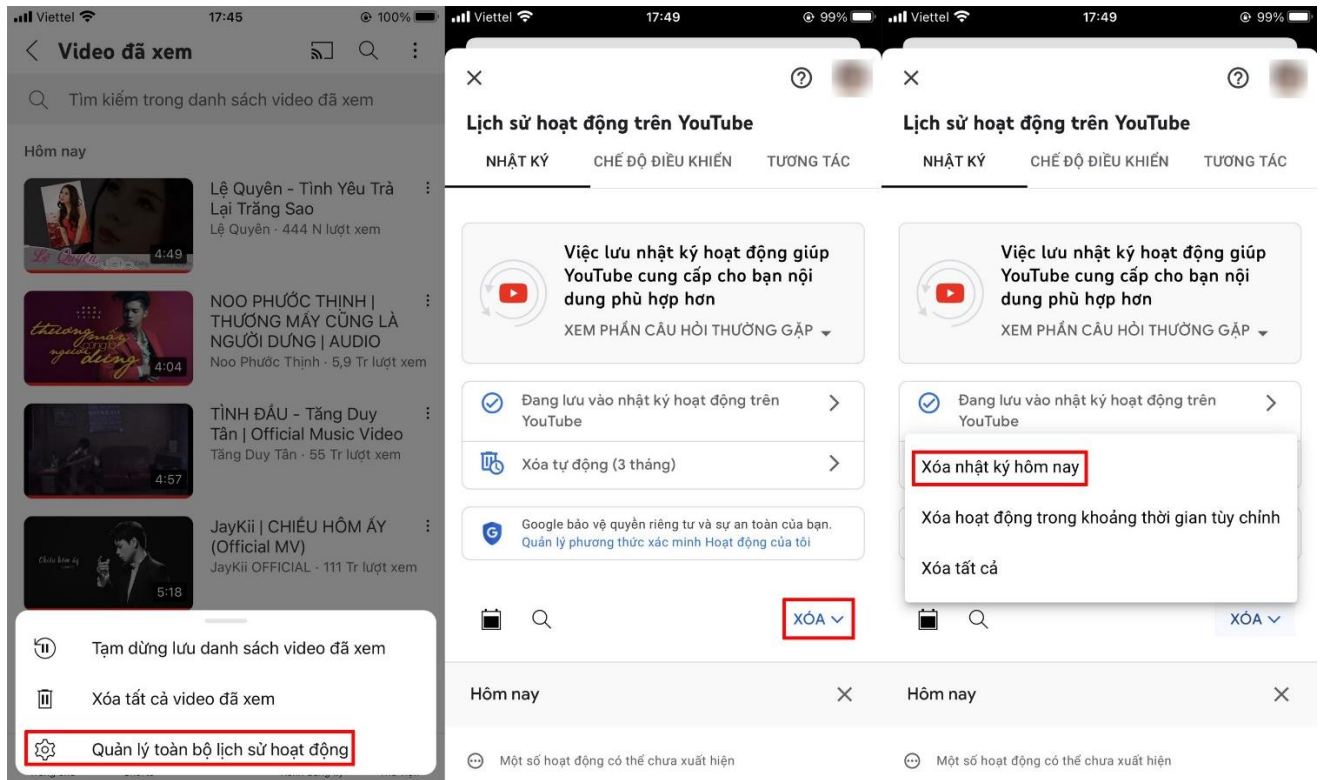 Viettel 17:45 100%
Video đã xem
Tìm kiếm trong danh sách video đã xem
Hôm nay
Lệ Quyên
4:49
Lệ Quyên - Tình Yêu Trả
Lại Trăng Sao
Lệ Quyên · 444 N lượt xem
thương mấy
cũng là
người dưng
4:04
NOO PHƯỚC THỊNH |
THƯƠNG MẤY CŨNG LÀ
NGƯỜI DƯNG | AUDIO
Noo Phước Thịnh · 5,9 Tr lượt xem
4:57
TÌNH ĐẦU - Tăng Duy
Tân | Official Music Video
Tăng Duy Tân · 55 Tr lượt xem
Chiều hôm ấy
5:18
JayKii | CHIỀU HÔM ẤY
(Official MV)
JayKii OFFICIAL · 111 Tr lượt xem
Tạm dừng lưu danh sách video đã xem
Xóa tất cả video đã xem
Quản lý toàn bộ lịch sử hoạt động
Viettel 17:49 99%
Lịch sử hoạt động trên YouTube
NHẬT KÝ CHẾ ĐỘ ĐIỀU KHIỂN TƯƠNG TÁC
Việc lưu nhật ký hoạt động giúp
YouTube cung cấp cho bạn nội
dung phù hợp hơn
XEM PHẦN CÂU HỎI THƯỜNG GẶP
Đang lưu vào nhật ký hoạt động trên
YouTube
Xóa tự động (3 tháng)
Google bảo vệ quyền riêng tư và sự an toàn của bạn.
Quản lý phương thức xác minh Hoạt động của tôi
XÓA
Hôm nay
Một số hoạt động có thể chưa xuất hiện
Viettel 17:49 99%
Lịch sử hoạt động trên YouTube
NHẬT KÝ CHẾ ĐỘ ĐIỀU KHIỂN TƯƠNG TÁC
Việc lưu nhật ký hoạt động giúp
YouTube cung cấp cho bạn nội
dung phù hợp hơn
XEM PHẦN CÂU HỎI THƯỜNG GẶP
Đang lưu vào nhật ký hoạt động trên
YouTube
Xóa nhật ký hôm nay
Xóa hoạt động trong khoảng thời gian tùy chỉnh
Xóa tất cả
XÓA
Hôm nay
Một số hoạt động có thể chưa xuất hiện